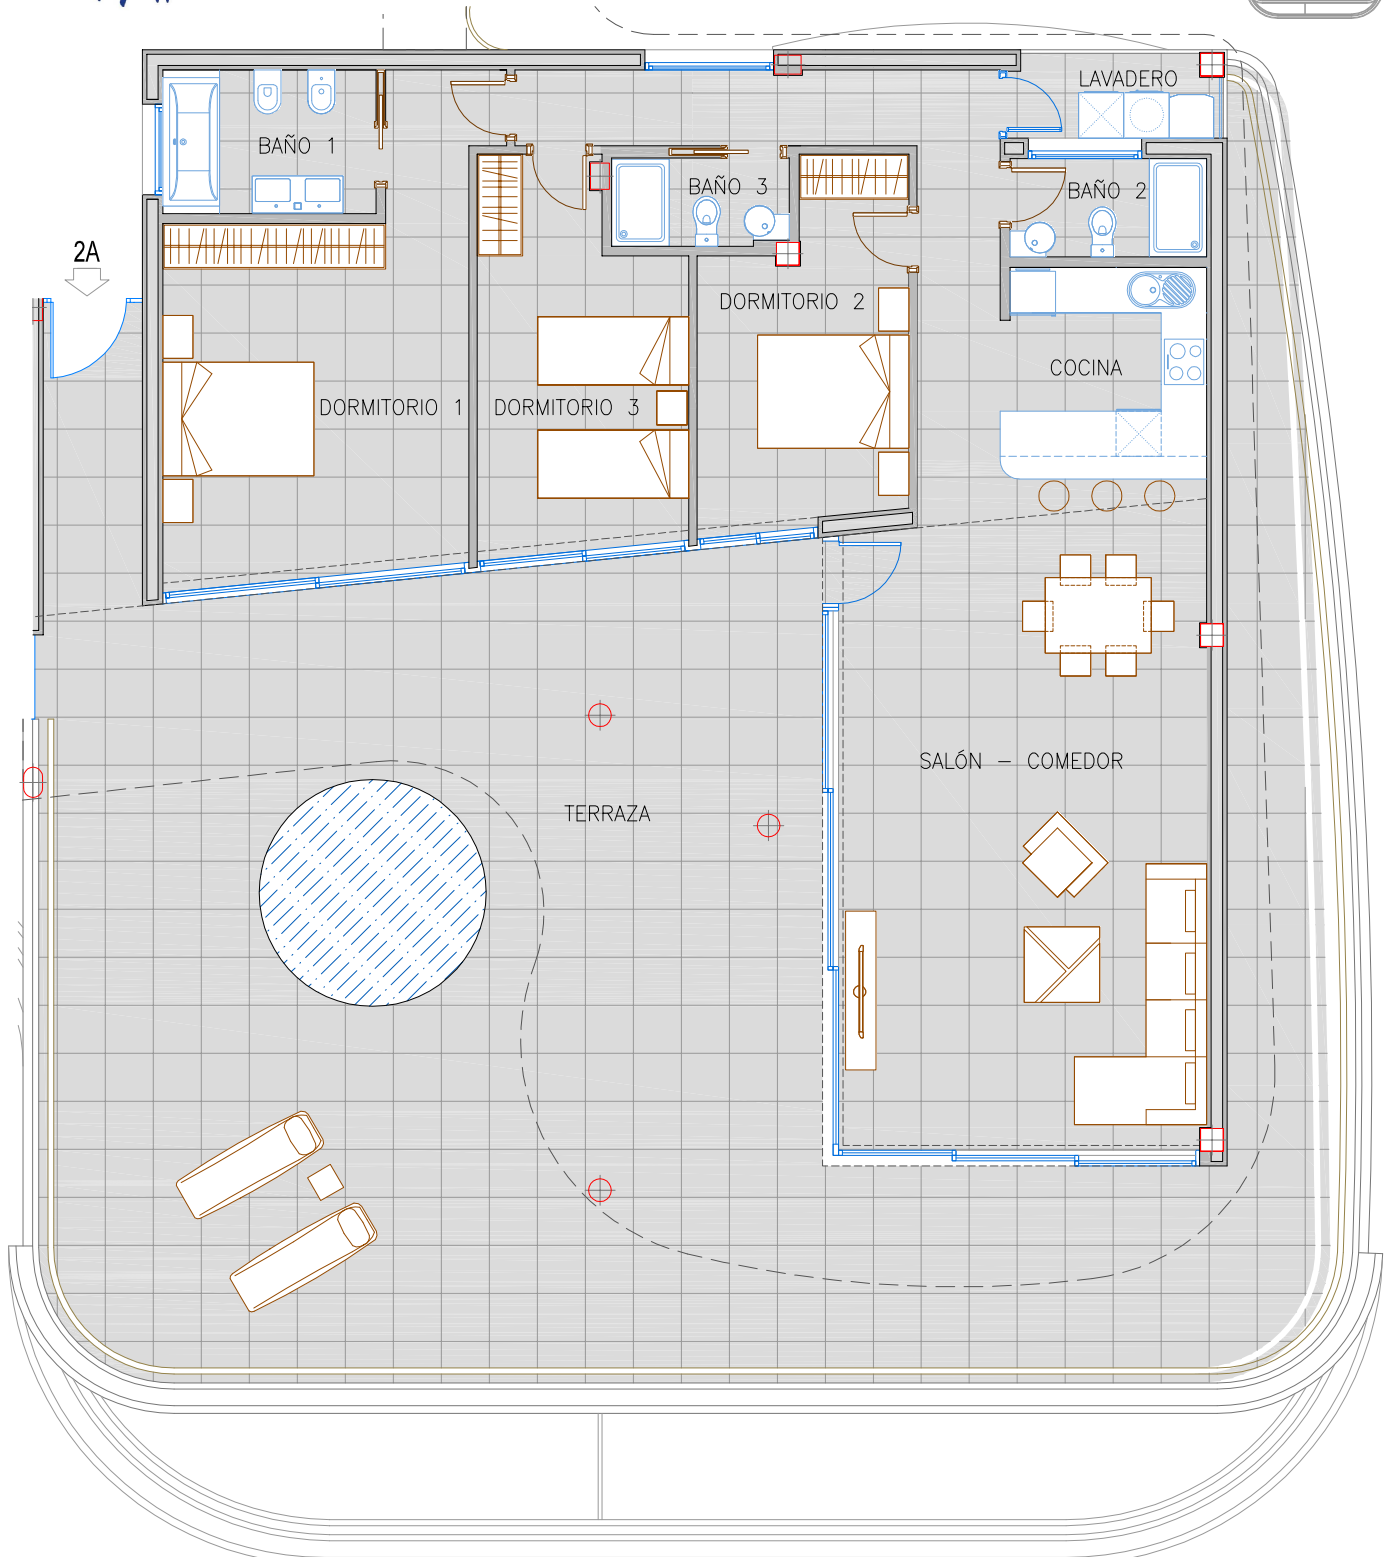 LAVADERO
BAÑO 1
BAÑO 3
BAÑO 2
2A
DORMITORIO 2
COCINA
DORMITORIO 1
DORMITORIO 3
SALÓN - COMEDOR
TERRAZA